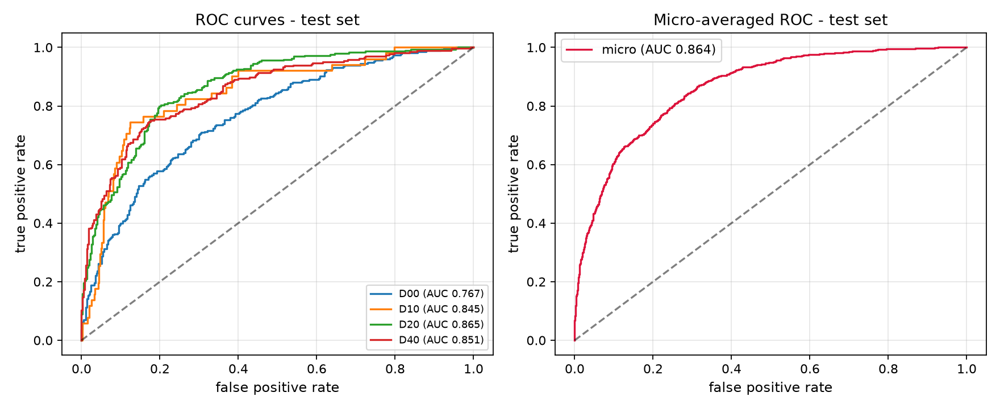 ROC curves - test set
true positive rate
1.0
0.8
0.6
0.4
0.2
0.0
D00 (AUC 0.767)
D10 (AUC 0.845)
D20 (AUC 0.865)
D40 (AUC 0.851)
0.0 0.2 0.4 0.6 0.8 1.0
false positive rate
Micro-averaged ROC - test set
true positive rate
1.0
0.8
0.6
0.4
0.2
0.0
micro (AUC 0.864)
0.0 0.2 0.4 0.6 0.8 1.0
false positive rate